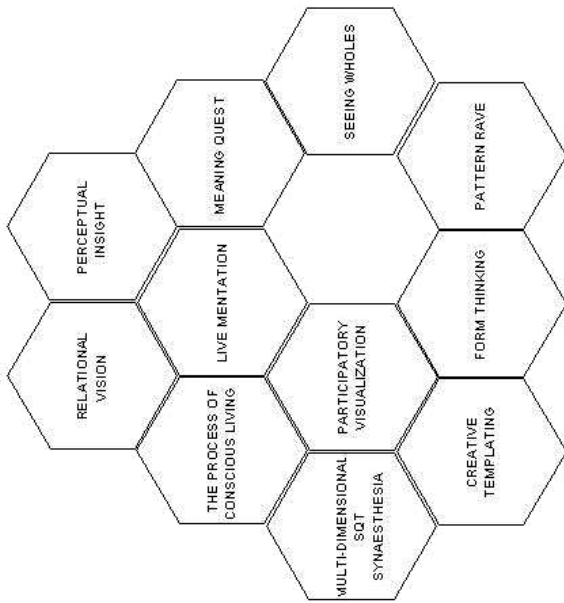 RELATIONAL
VISION
PERCEPTUAL
INSIGHT
THE PROCESS OF
CONSCIOUS LIVING
LIVE MENTATION
MEANING QUEST
MULTI-DIMENSIONAL
SQT
SYNAESTHESIA
PARTICIPATORY
VISUALIZATION
SEEING WHOLES
CREATIVE
TEMPLATING
FORM THINKING
PATTERN RAVE